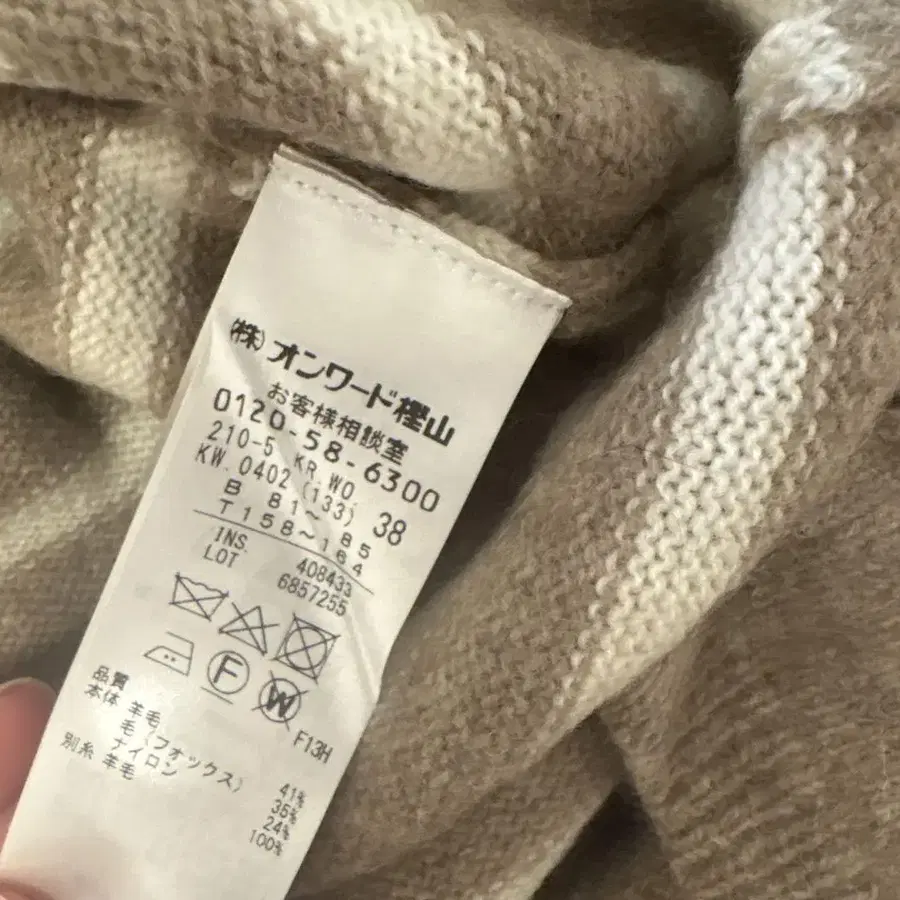 (株)オンワード樫山
お客様相談室
0120-58-6300
210-5 KR.WO
KW.0402 (133) 38
B 81~85
T158~164
INS. 408433
LOT 6857255
F
W
F13H
品質
本体 羊毛 41%
毛(フォックス) 35%
ナイロン 24%
別糸 羊毛 100%